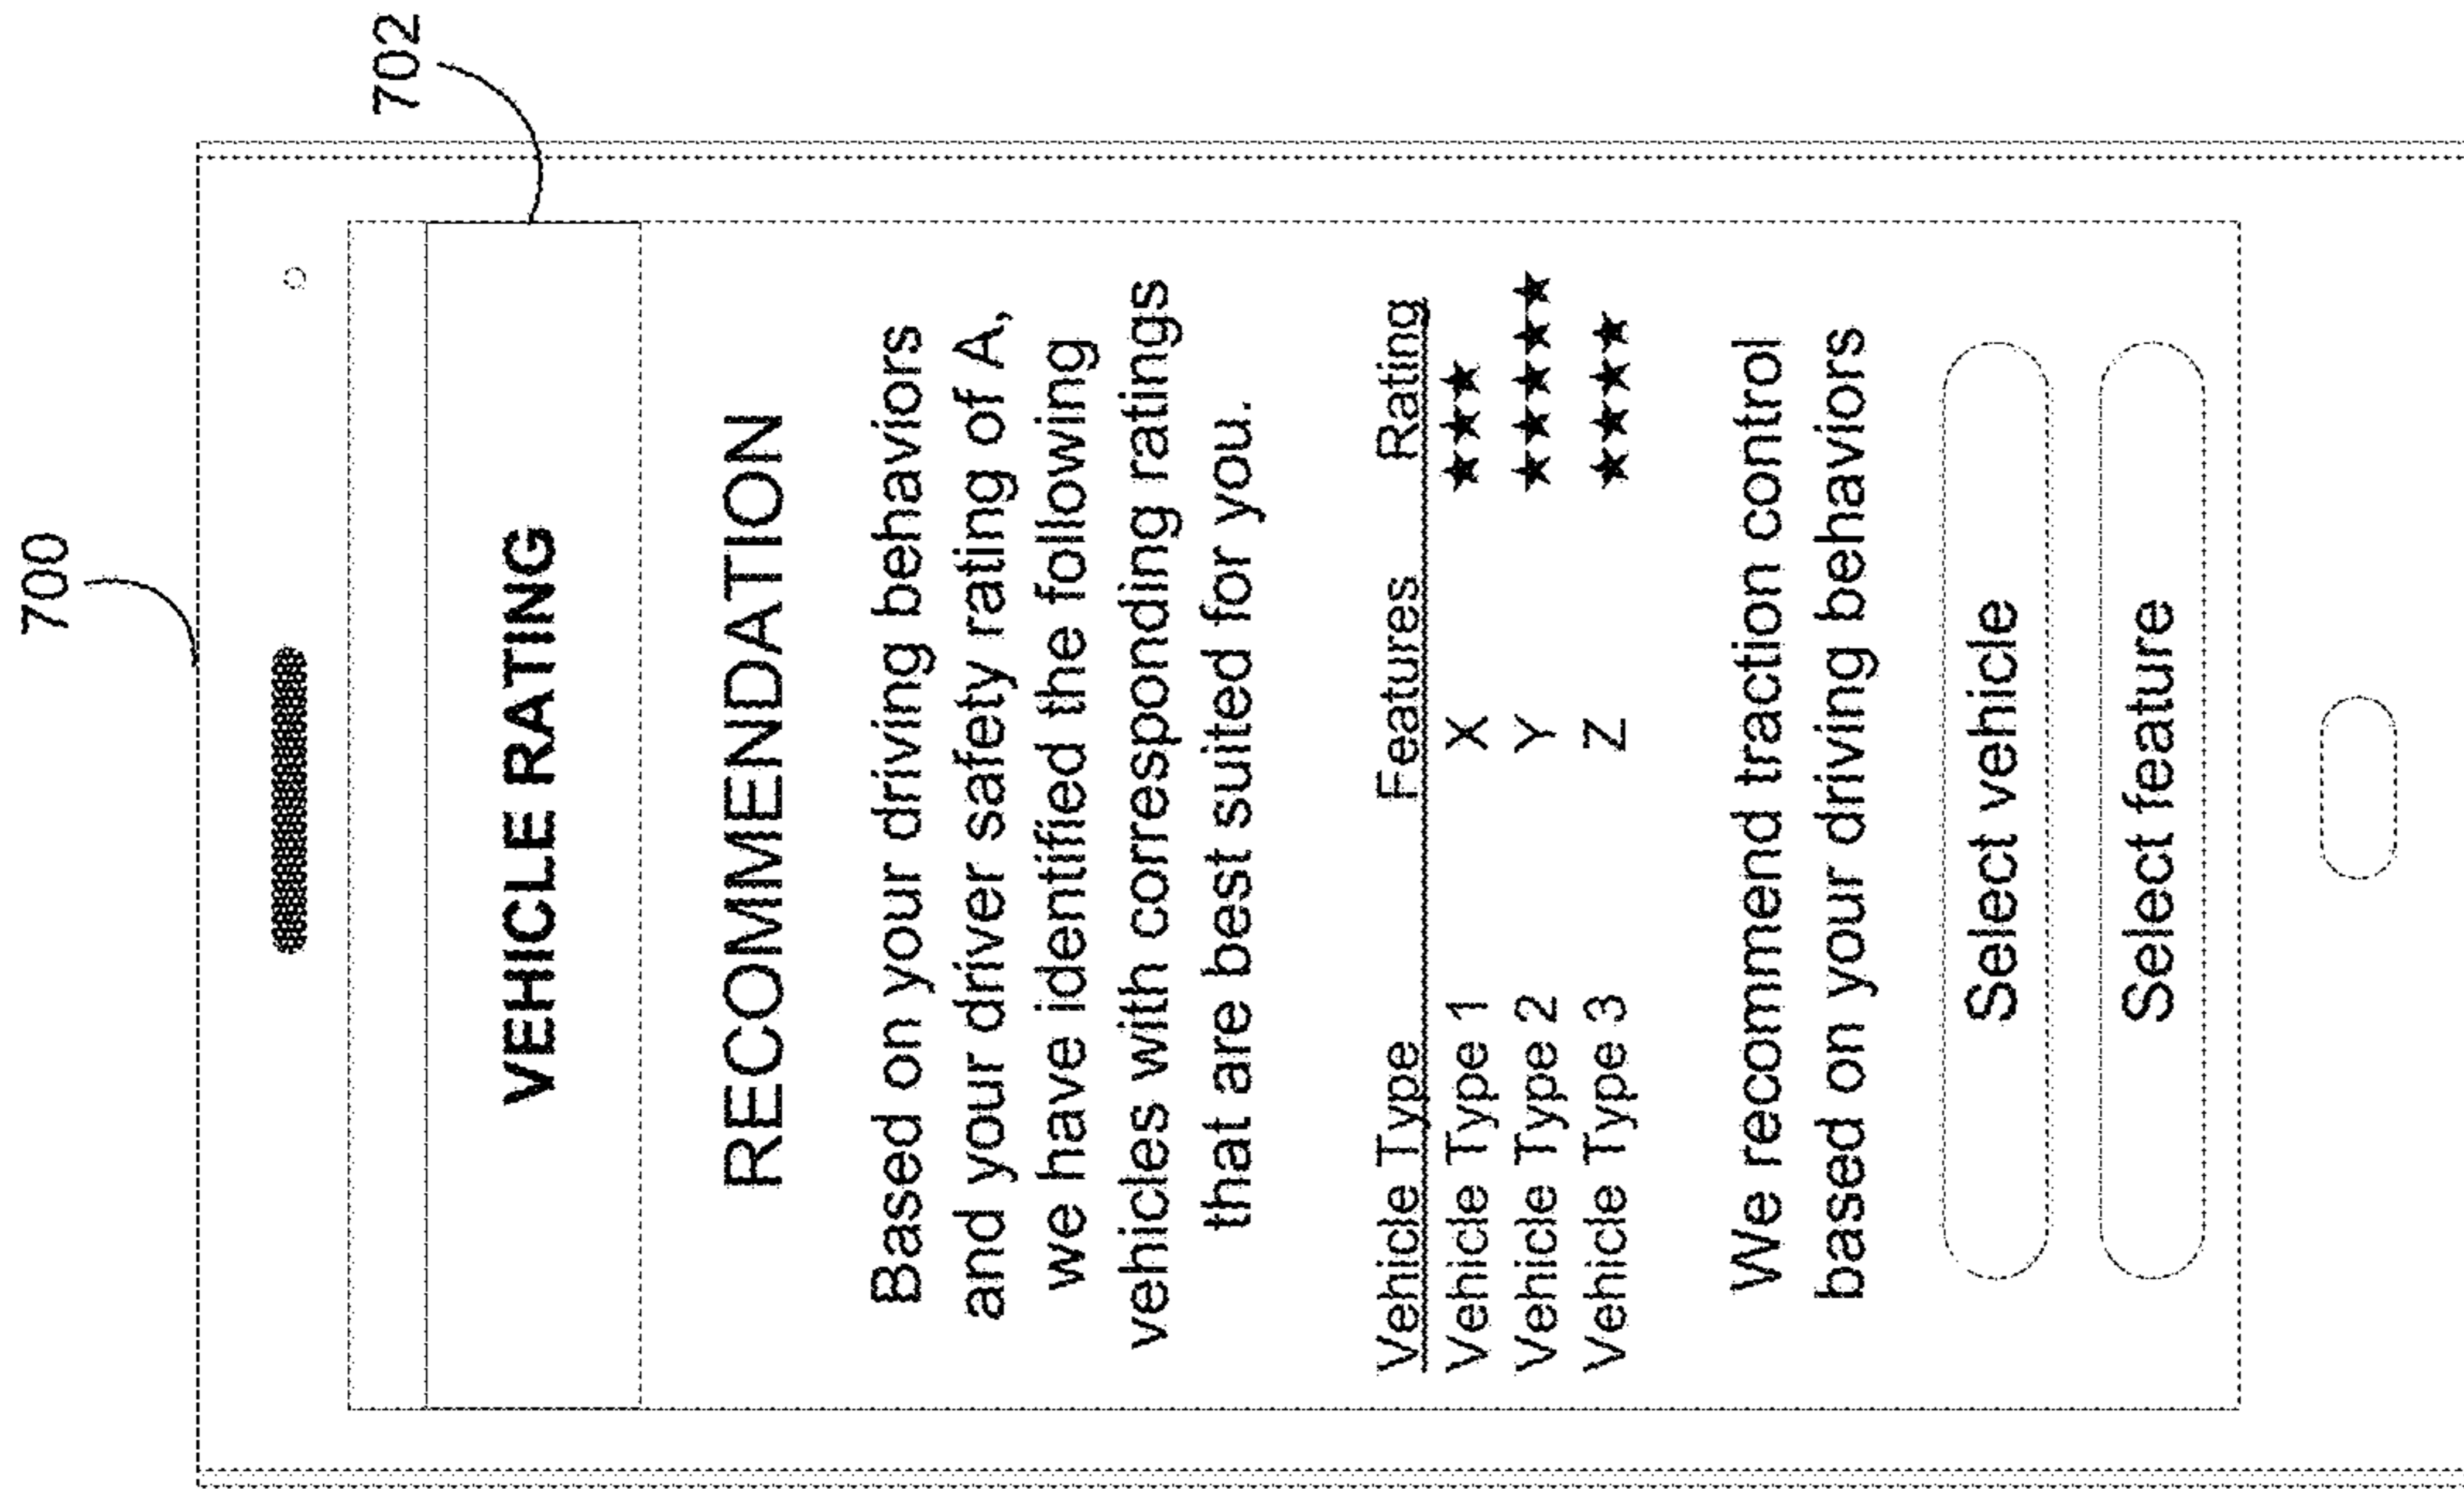 700
702
VEHICLE RATING
RECOMMENDATION
Based on your driving behaviors
and your driver safety rating of A,
we have identified the following
vehicles with corresponding ratings
that are best suited for you.
Vehicle Type Features Rating
Vehicle Type 1 X ★★★
Vehicle Type 2 Y ★★★★★
Vehicle Type 3 Z ★★★★
We recommend traction control
based on your driving behaviors
Select vehicle
Select feature